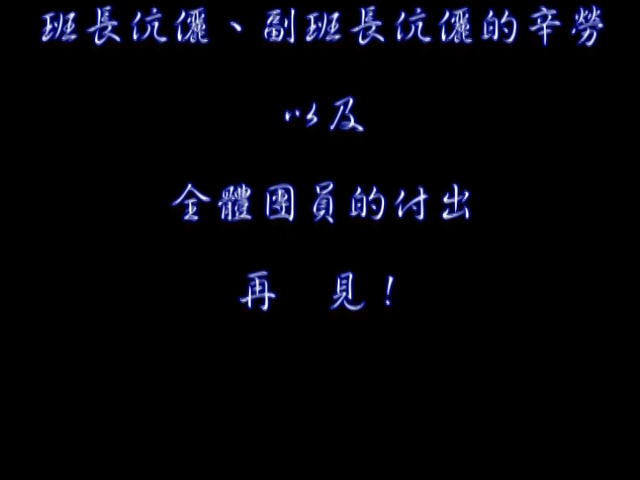 班長伉儷、副班長伉儷的辛勞
以及
全體團員的付出
再　見！